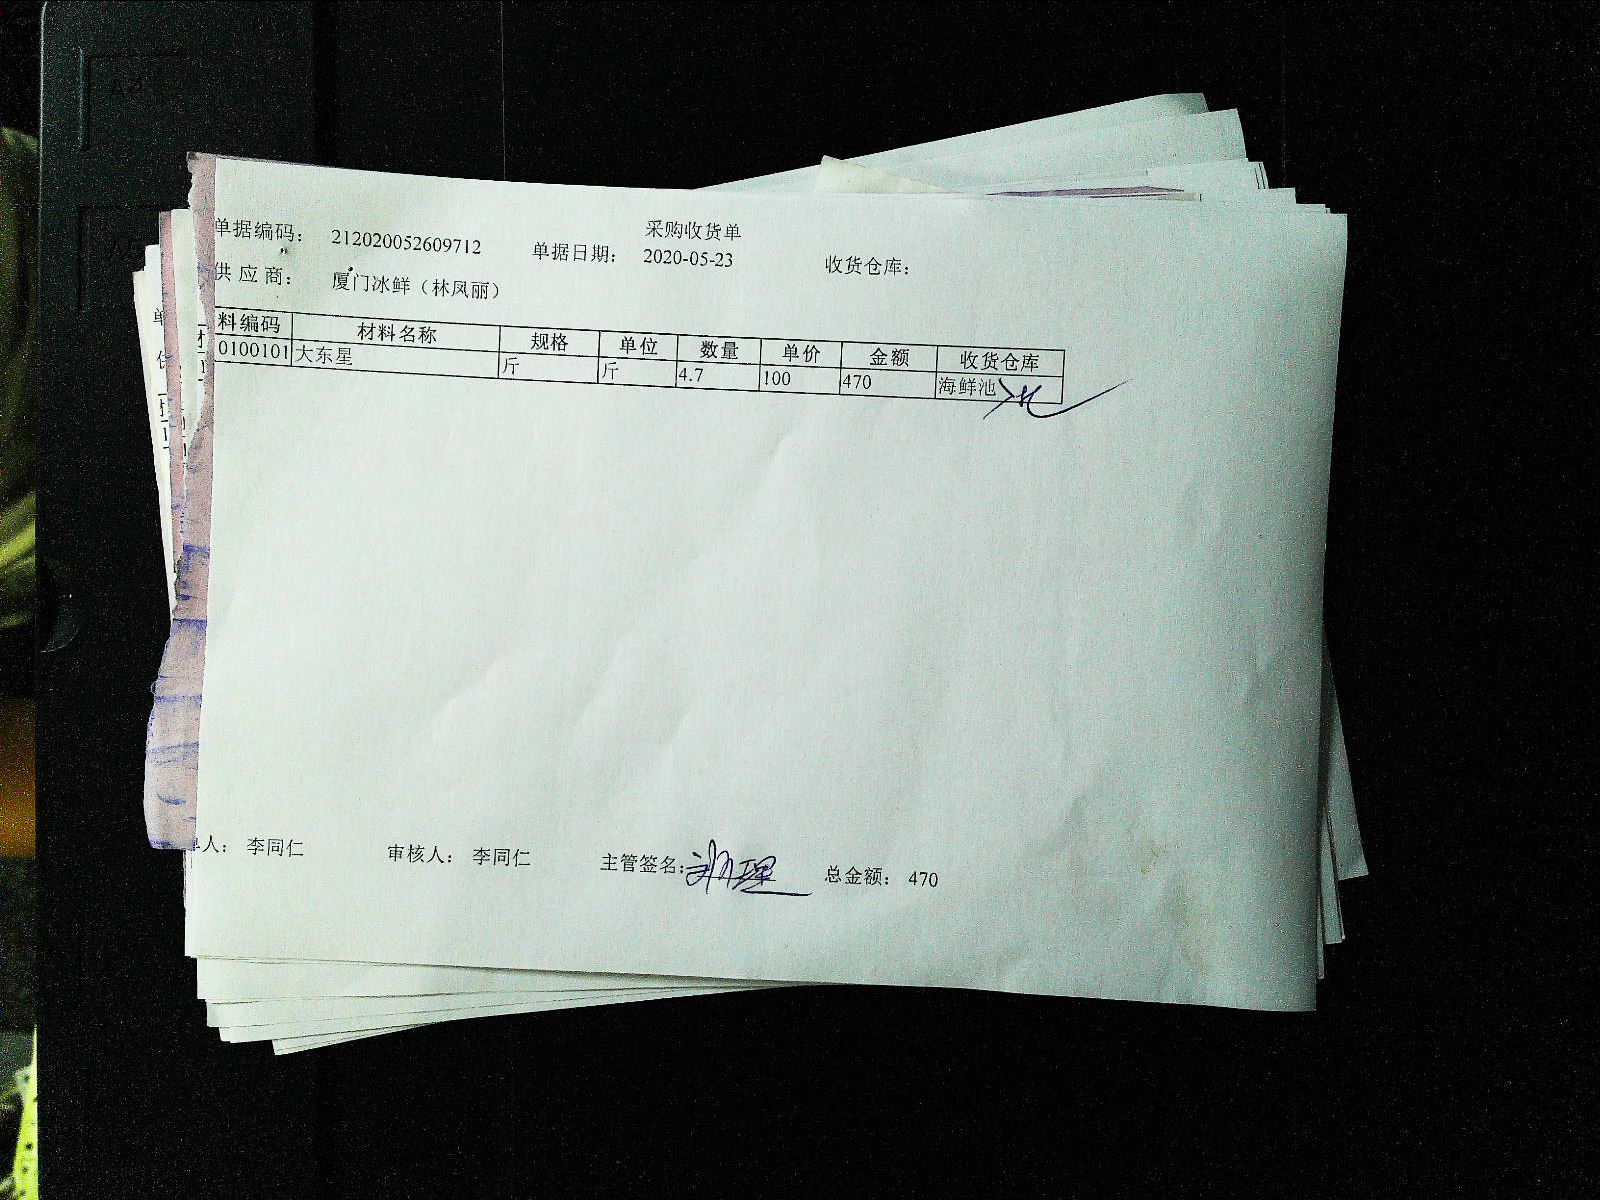 采购收货单
单据编码： 212020052609712 单据日期： 2020-05-23 收货仓库：
供应商： 厦门冰鲜（林凤丽）
料编码 材料名称 规格 单位 数量 单价 金额 收货仓库
0100101 大东星 斤 斤 4.7 100 470 海鲜池
人： 李同仁 审核人： 李同仁 主管签名： 总金额： 470